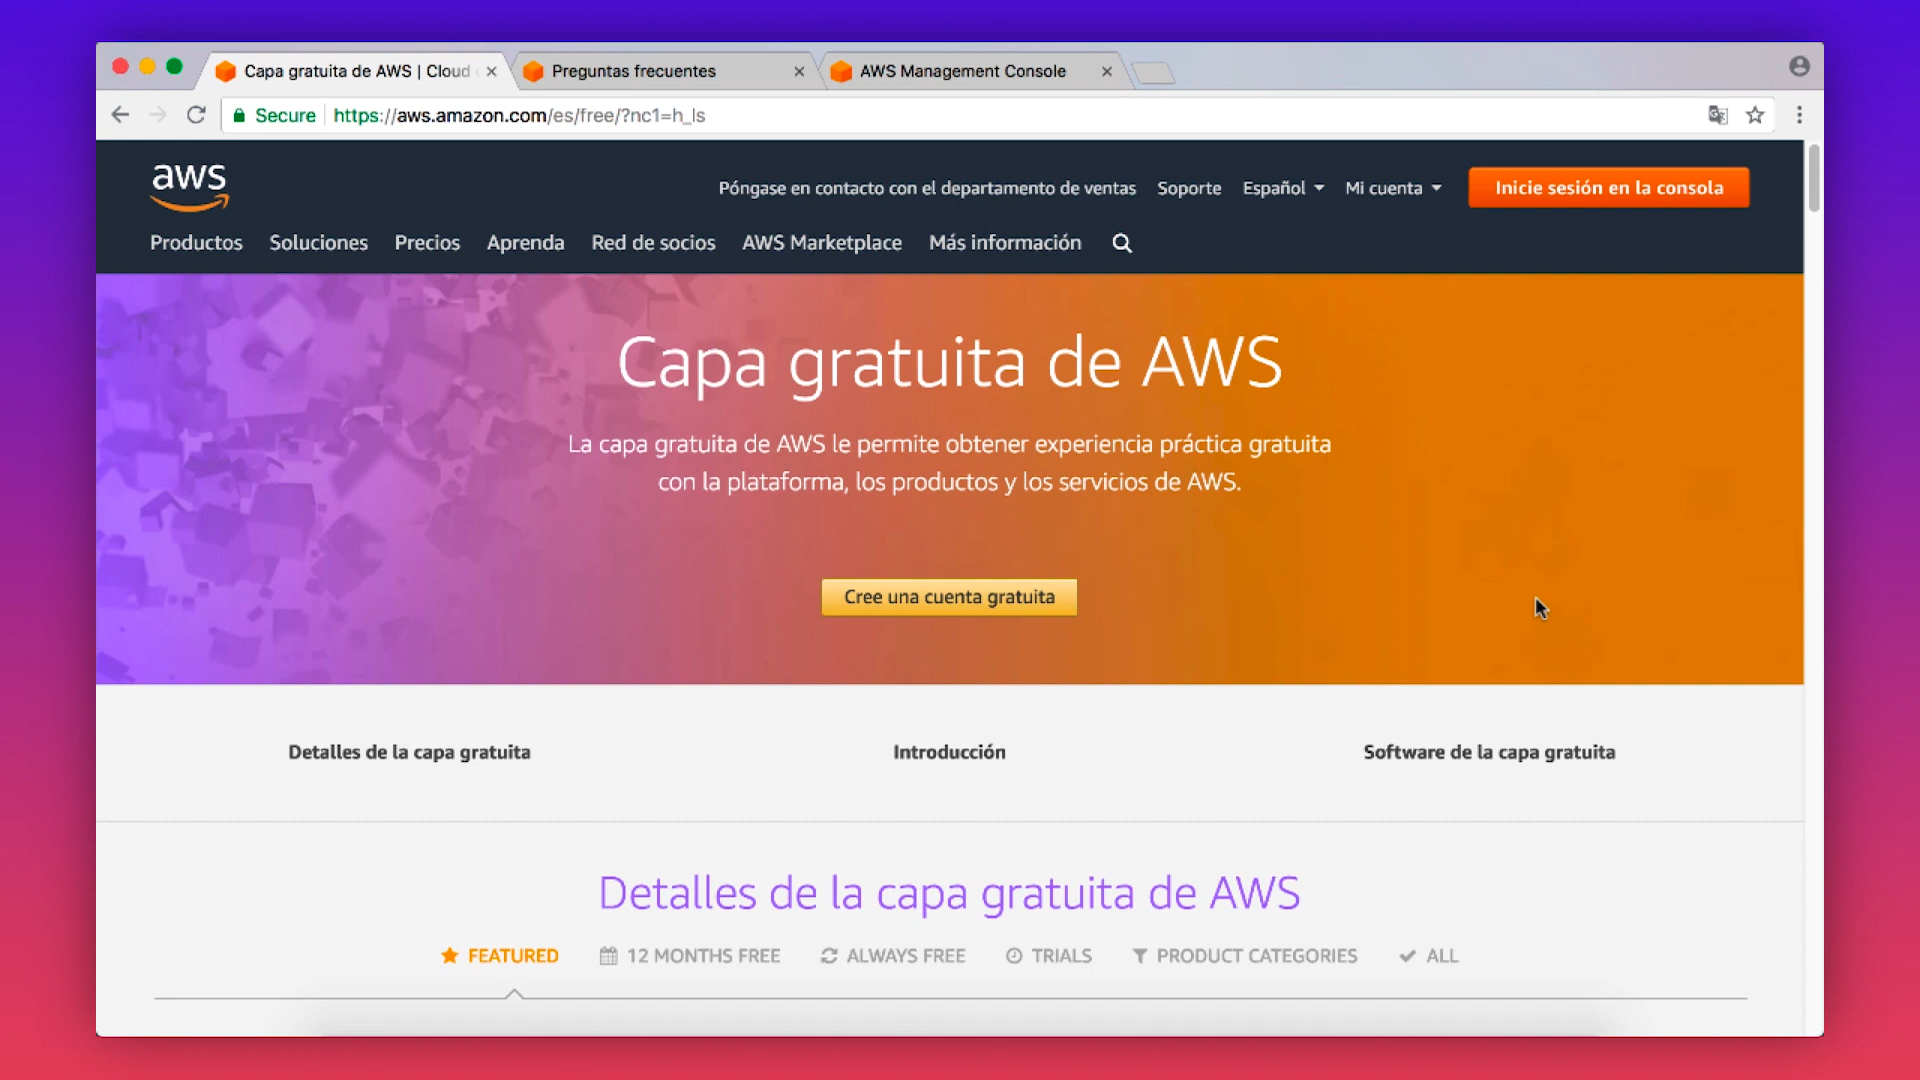 Capa gratuita de AWS | Cloud
Preguntas frecuentes
AWS Management Console
Secure
https://aws.amazon.com/es/free/?nc1=h_ls
aws
Póngase en contacto con el departamento de ventas
Soporte
Español
Mi cuenta
Inicie sesión en la consola
Productos
Soluciones
Precios
Aprenda
Red de socios
AWS Marketplace
Más información
Capa gratuita de AWS
La capa gratuita de AWS le permite obtener experiencia práctica gratuita
con la plataforma, los productos y los servicios de AWS.
Cree una cuenta gratuita
Detalles de la capa gratuita
Introducción
Software de la capa gratuita
Detalles de la capa gratuita de AWS
FEATURED
12 MONTHS FREE
ALWAYS FREE
TRIALS
PRODUCT CATEGORIES
ALL